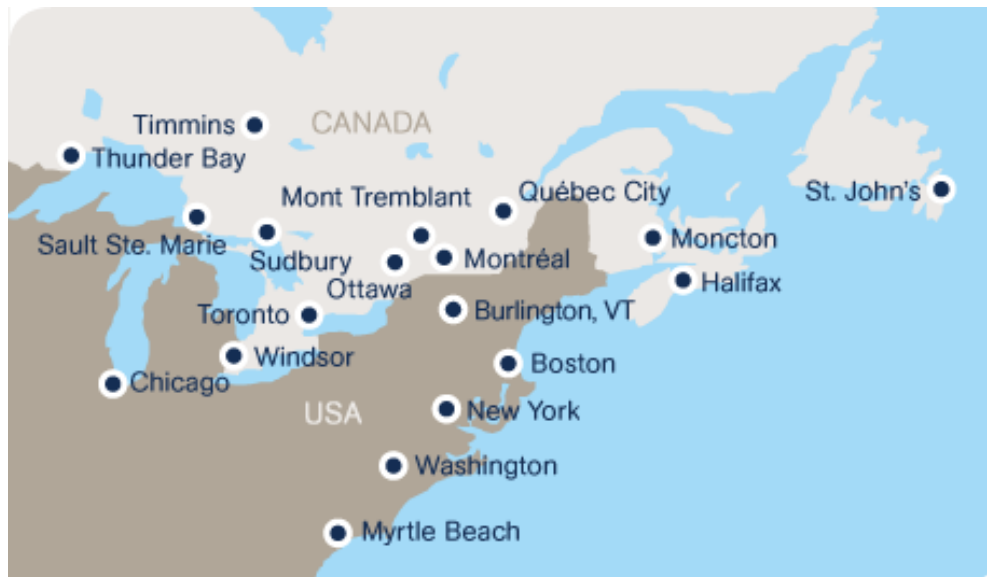 Timmins
CANADA
Thunder Bay
Mont Tremblant
Québec City
St. John's
Sault Ste. Marie
Sudbury
Montréal
Moncton
Ottawa
Halifax
Toronto
Burlington, VT
Windsor
Boston
Chicago
USA
New York
Washington
Myrtle Beach